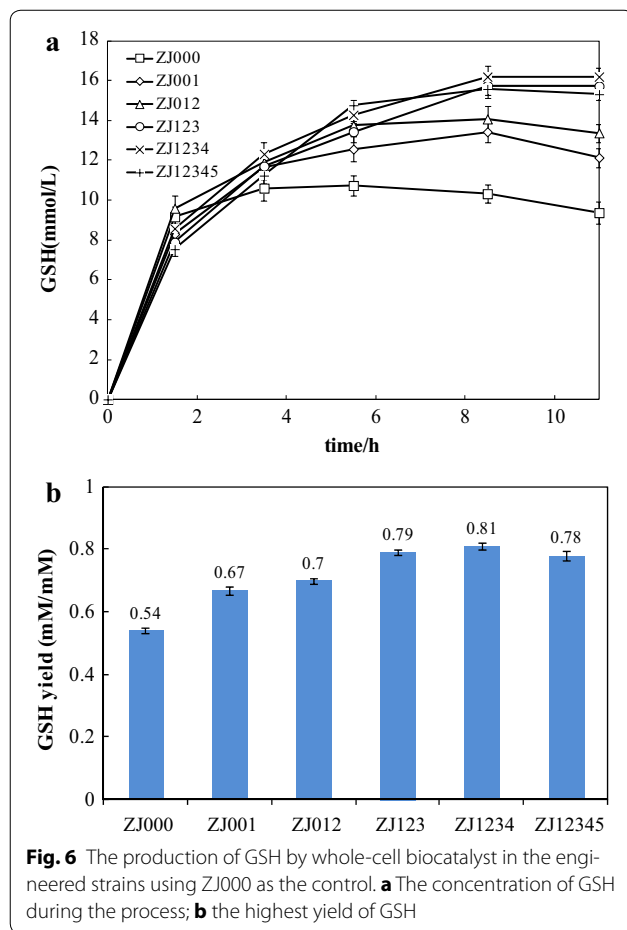 a
18
16
14
12
10
8
6
4
2
0
GSH(mmol/L)
ZJ000
ZJ001
ZJ012
ZJ123
ZJ1234
ZJ12345
0 2 4 6 8 10
time/h
b
1
0.8
0.6
0.4
0.2
0
GSH yield (mM/mM)
0.54
0.67
0.7
0.79
0.81
0.78
ZJ000 ZJ001 ZJ012 ZJ123 ZJ1234 ZJ12345
Fig. 6 The production of GSH by whole-cell biocatalyst in the engi-
neered strains using ZJ000 as the control. a The concentration of GSH
during the process; b the highest yield of GSH